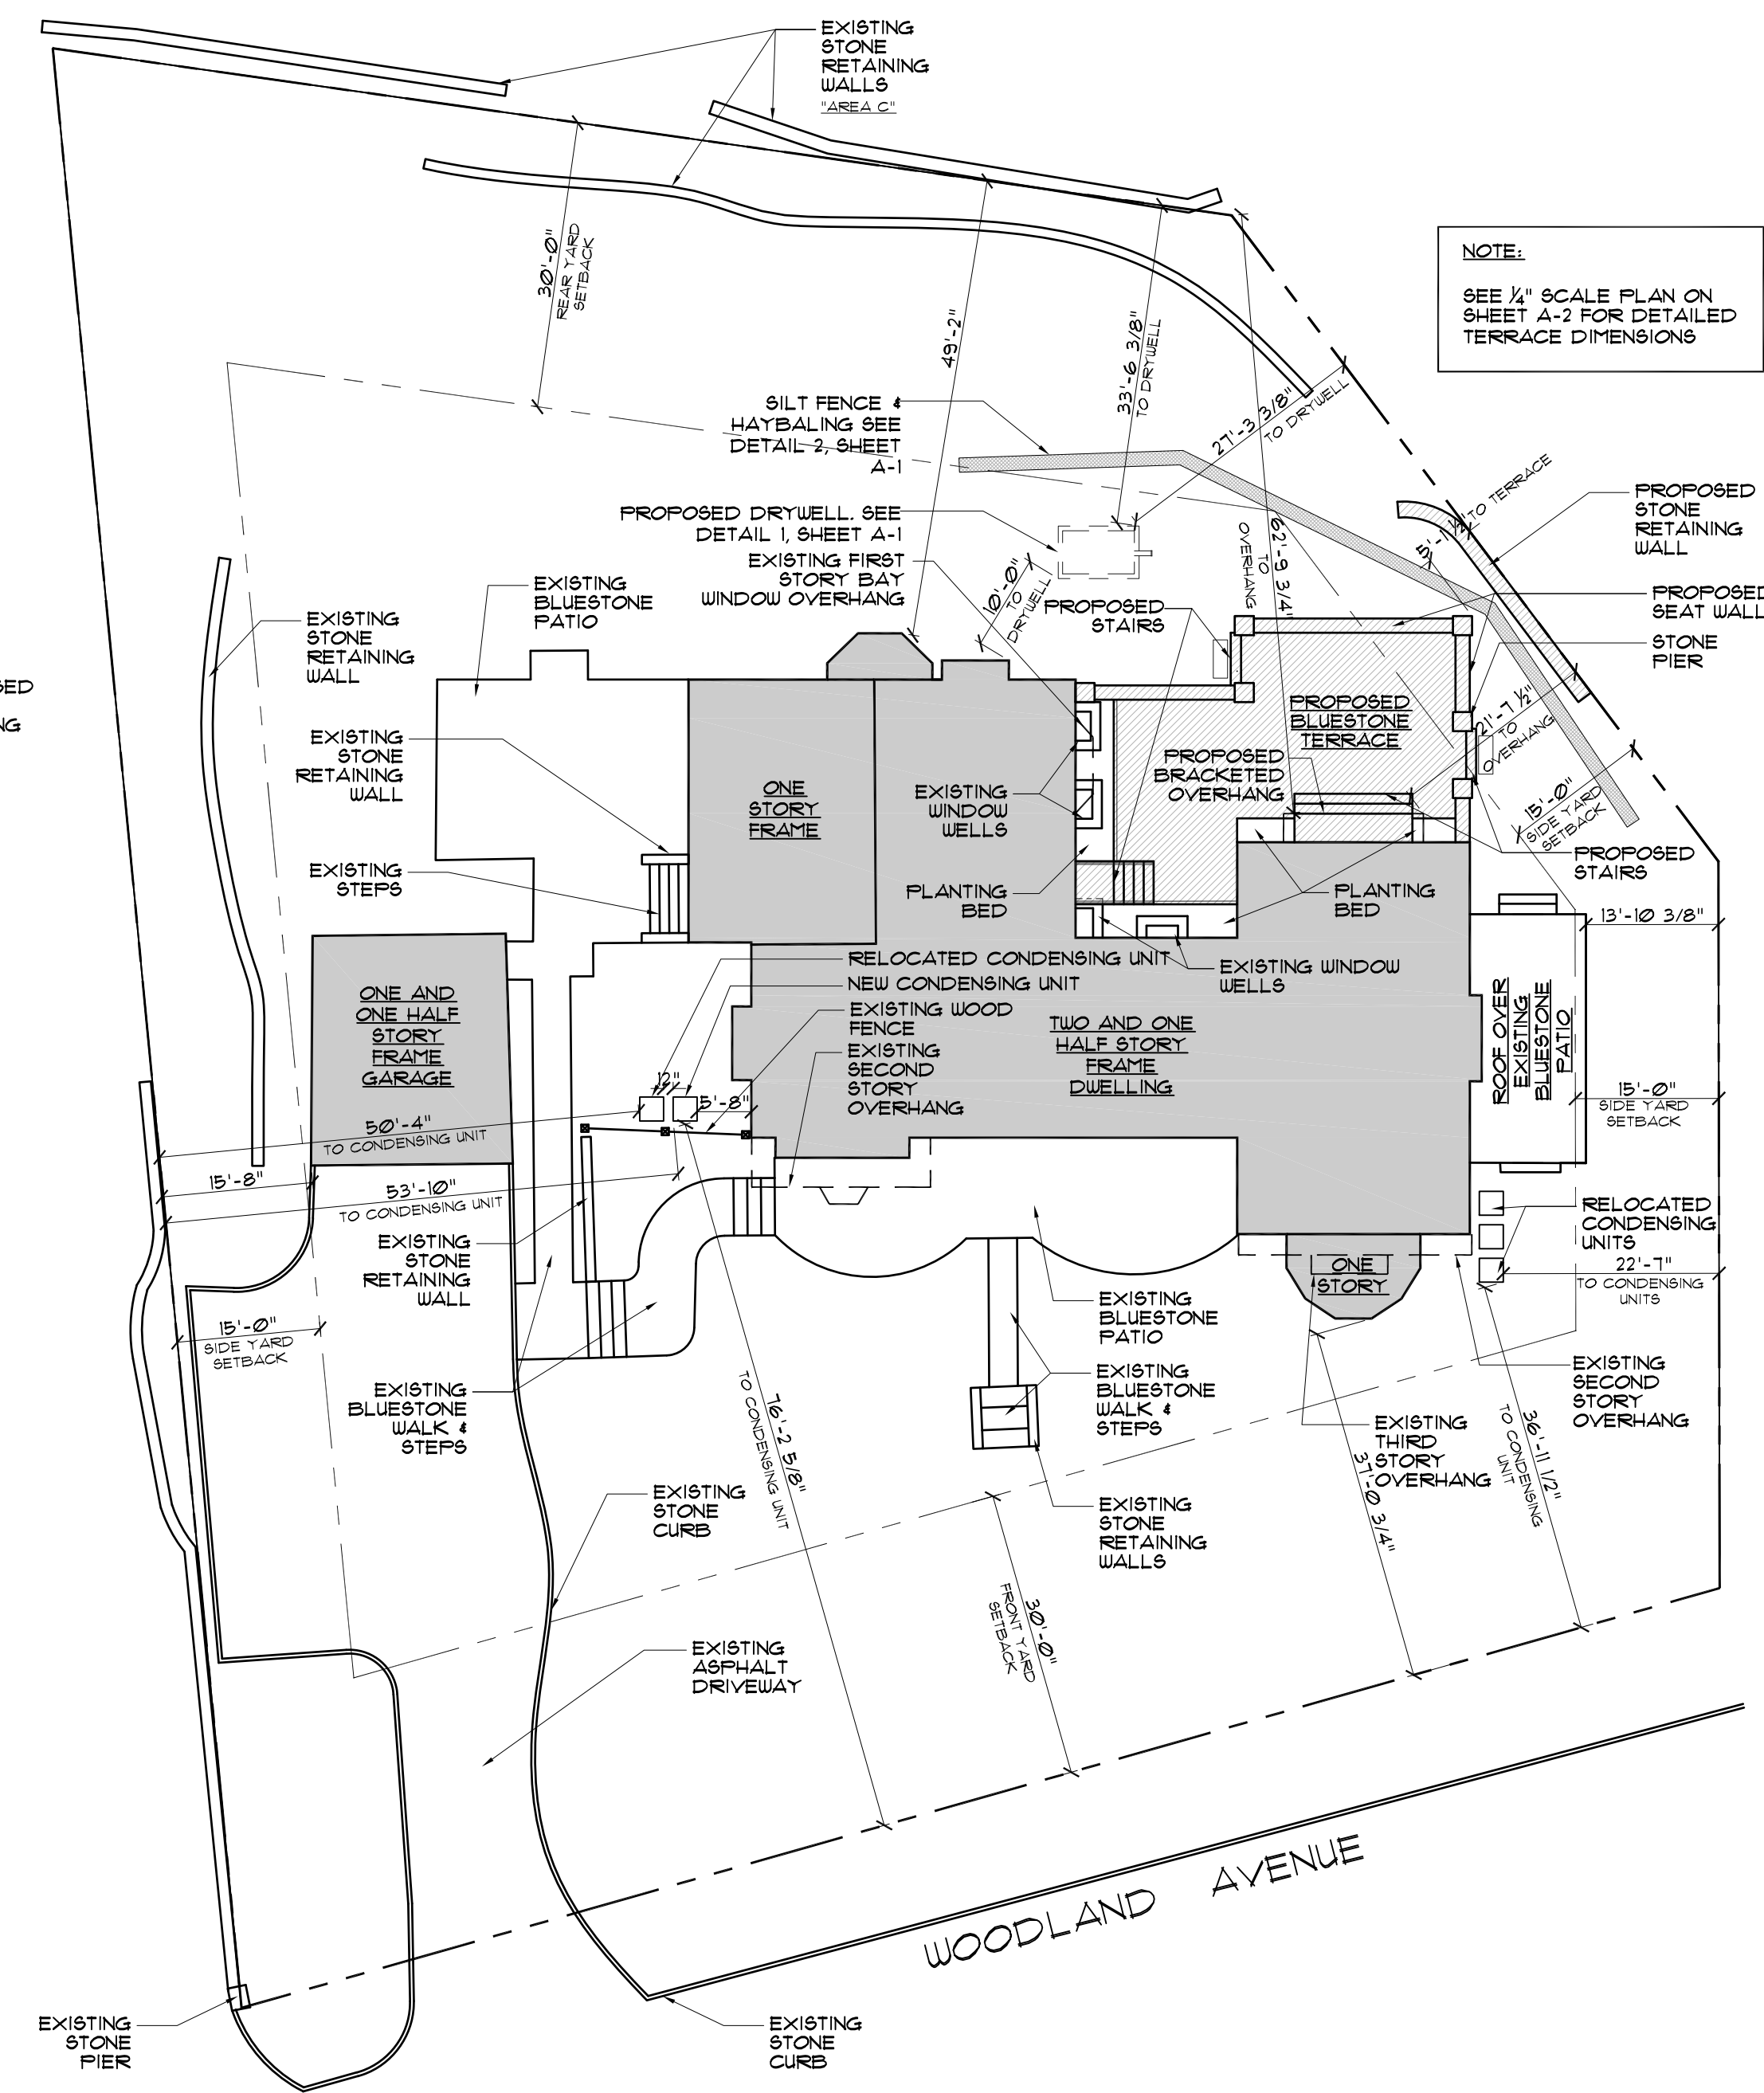 EXISTING
STONE
RETAINING
WALLS
"AREA C"
30'-0"
REAR YARD
SETBACK
NOTE:
SEE 1/4" SCALE PLAN ON
SHEET A-2 FOR DETAILED
TERRACE DIMENSIONS
49'-2"
33'-6 3/8"
TO DRYWELL
27'-3 3/8"
TO DRYWELL
SILT FENCE &
HAYBALING SEE
DETAIL 2, SHEET
A-1
PROPOSED DRYWELL. SEE
DETAIL 1, SHEET A-1
EXISTING FIRST
STORY BAY
WINDOW OVERHANG
10'-0"
TO
DRYWELL
62'-9 3/4"
TO
OVERHANG
TO TERRACE
PROPOSED
STONE
RETAINING
WALL
PROPOSED
SEAT WALL
STONE
PIER
PROPOSED
STAIRS
EXISTING
BLUESTONE
PATIO
EXISTING
STONE
RETAINING
WALL
EXISTING
STONE
RETAINING
WALL
EXISTING
STEPS
ONE
STORY
FRAME
EXISTING
WINDOW
WELLS
PLANTING
BED
PROPOSED
BLUESTONE
TERRACE
PROPOSED
BRACKETED
OVERHANG
21'-7 1/2"
TO
OVERHANG
15'-0"
SIDE YARD
SETBACK
PROPOSED
STAIRS
PLANTING
BED
13'-10 3/8"
EXISTING WINDOW
WELLS
RELOCATED CONDENSING UNIT
NEW CONDENSING UNIT
EXISTING WOOD
FENCE
EXISTING
SECOND
STORY
OVERHANG
TWO AND ONE
HALF STORY
FRAME
DWELLING
ROOF OVER
EXISTING
BLUESTONE
PATIO
15'-0"
SIDE YARD
SETBACK
ONE AND
ONE HALF
STORY
FRAME
GARAGE
12"
5'-8"
50'-4"
TO CONDENSING UNIT
15'-8"
53'-10"
TO CONDENSING UNIT
EXISTING
STONE
RETAINING
WALL
15'-0"
SIDE YARD
SETBACK
EXISTING
BLUESTONE
WALK &
STEPS
RELOCATED
CONDENSING
UNITS
22'-7"
TO CONDENSING
UNITS
ONE
STORY
EXISTING
BLUESTONE
PATIO
EXISTING
BLUESTONE
WALK &
STEPS
EXISTING
SECOND
STORY
OVERHANG
EXISTING
THIRD
STORY
OVERHANG
76'-2 5/8"
TO CONDENSING UNIT
37'-0 3/4"
36'-11 1/2"
TO CONDENSING
UNIT
EXISTING
STONE
CURB
EXISTING
STONE
RETAINING
WALLS
30'-0"
FRONT YARD
SETBACK
EXISTING
ASPHALT
DRIVEWAY
WOODLAND AVENUE
EXISTING
STONE
PIER
EXISTING
STONE
CURB